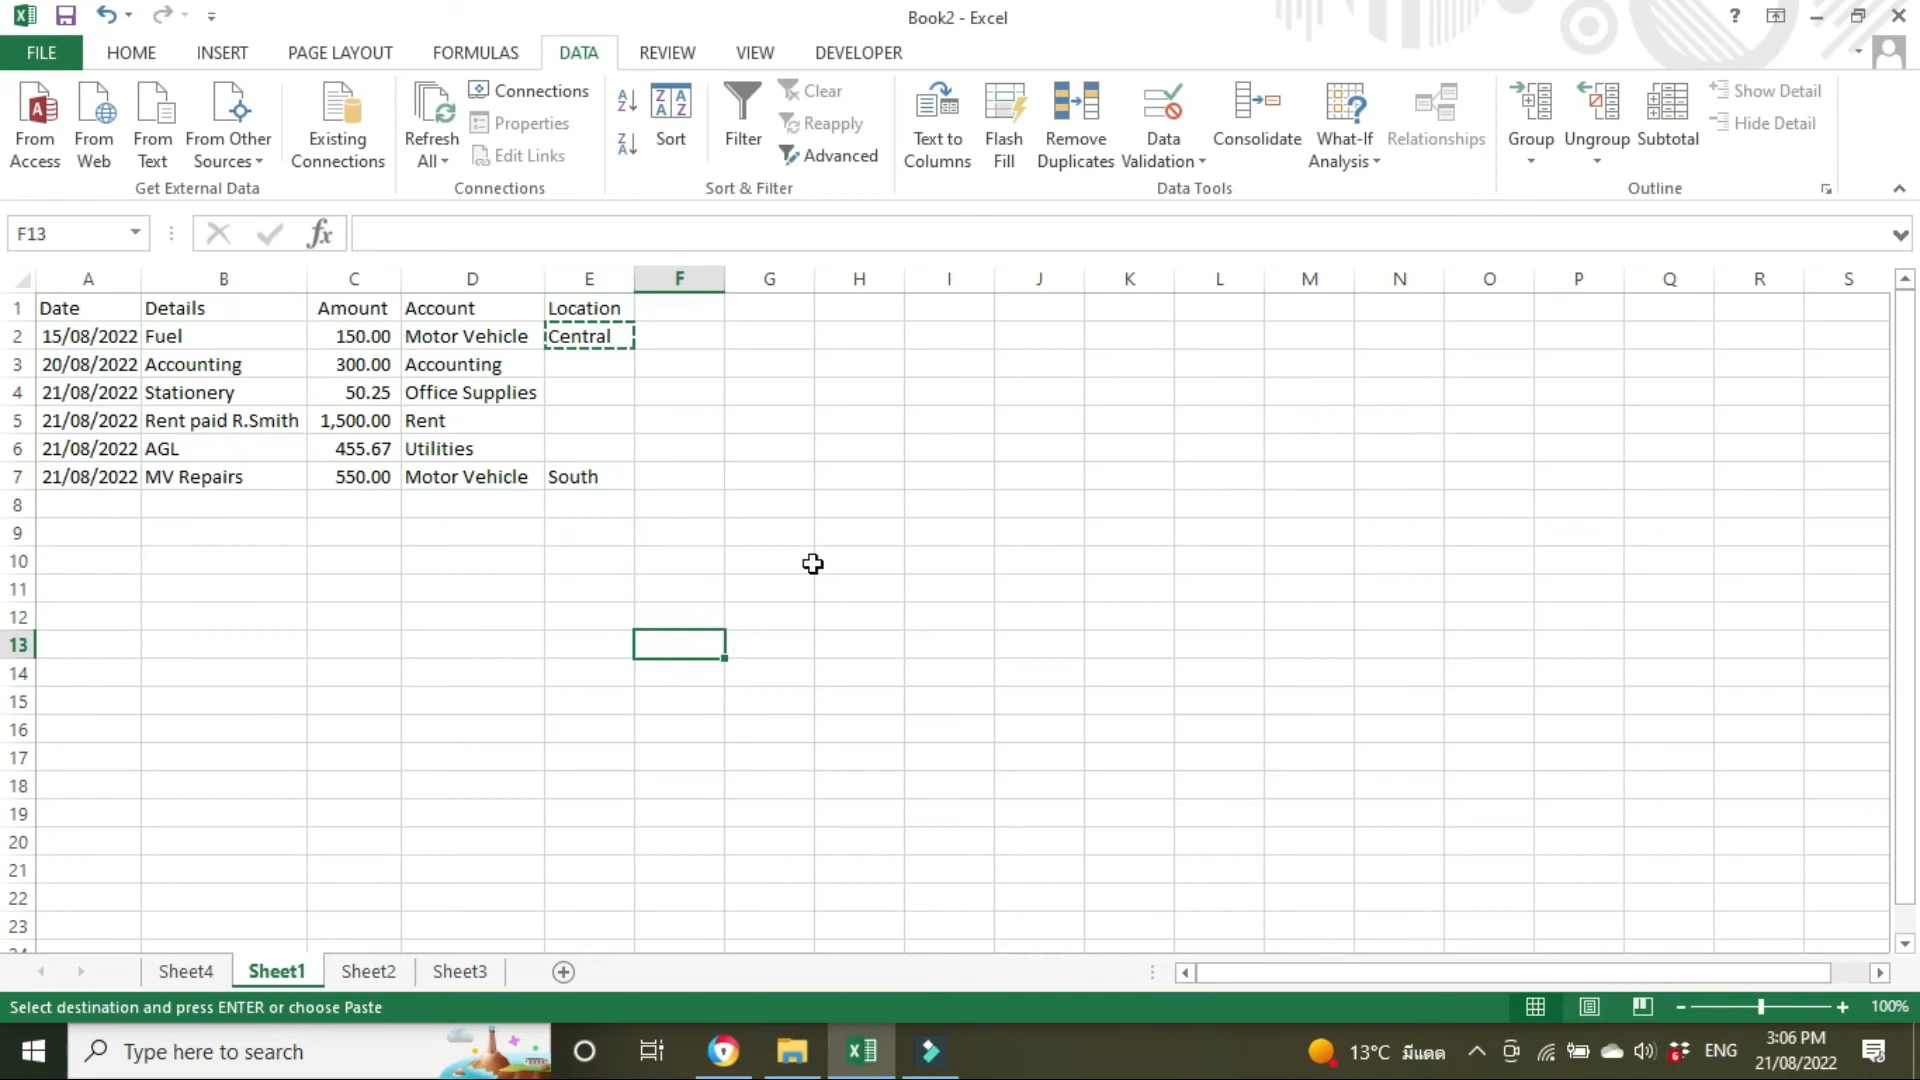 Book2 - Excel
?
FILE HOME INSERT PAGE LAYOUT FORMULAS DATA REVIEW VIEW DEVELOPER
From Access
From Web
From Text
From Other Sources
Existing Connections
Get External Data
Refresh All
Connections
Properties
Edit Links
Connections
Sort
Filter
Clear
Reapply
Advanced
Sort & Filter
Text to Columns
Flash Fill
Remove Duplicates
Data Validation
Consolidate
What-If Analysis
Relationships
Data Tools
Group
Ungroup
Subtotal
Show Detail
Hide Detail
Outline
F13 fx
A B C D E F G H I J K L M N O P Q R S
1 Date Details Amount Account Location
2 15/08/2022 Fuel 150.00 Motor Vehicle Central
3 20/08/2022 Accounting 300.00 Accounting
4 21/08/2022 Stationery 50.25 Office Supplies
5 21/08/2022 Rent paid R.Smith 1,500.00 Rent
6 21/08/2022 AGL 455.67 Utilities
7 21/08/2022 MV Repairs 550.00 Motor Vehicle South
8
9
10
11
12
13
14
15
16
17
18
19
20
21
22
23
Sheet4 Sheet1 Sheet2 Sheet3
Select destination and press ENTER or choose Paste
100%
Type here to search
13°C มีแดด
ENG
3:06 PM
21/08/2022